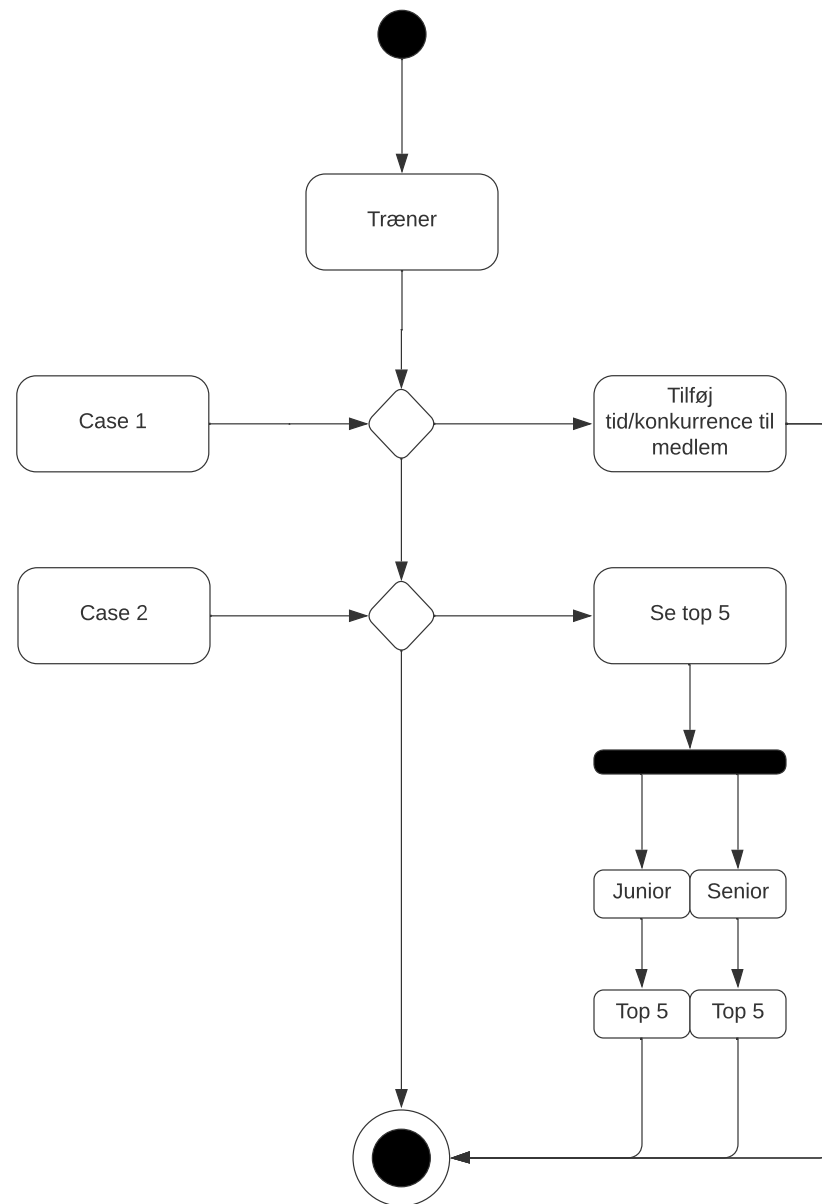 Træner
Case 1
Tilføj
tid/konkurrence til
medlem
Case 2
Se top 5
Junior
Senior
Top 5
Top 5